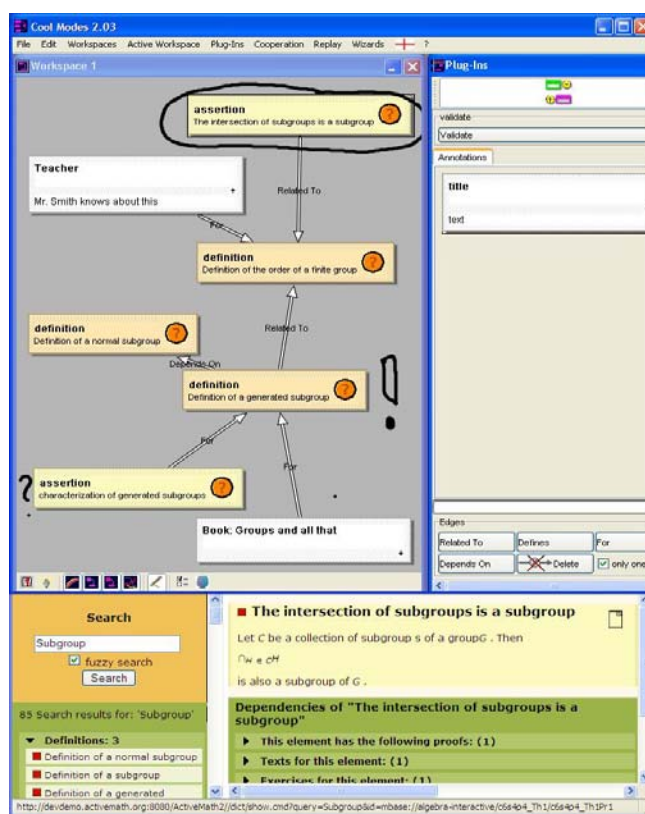 Cool Modes 2.03
File Edit Workspaces Active Workspace Plug-Ins Cooperation Replay Wizards ?
Workspace 1
assertion
The intersection of subgroups is a subgroup
Teacher
Mr. Smith knows about this
Related To
For
definition
Definition of the order of a finite group
definition
Definition of a normal subgroup
Related To
Depends On
definition
Definition of a generated subgroup
!
For
For
?
assertion
characterization of generated subgroups
Book: Groups and all that
Plug-Ins
validate
Validate
Annotations
title
text
Edges
Related To Defines For
Depends On Delete only one
Search
Subgroup
fuzzy search
Search
85 Search results for: 'Subgroup'
Definitions: 3
Definition of a normal subgroup
Definition of a subgroup
Definition of a generated
The intersection of subgroups is a subgroup
Let C be a collection of subgroup s of a groupG . Then
∩H ∈ CH
is also a subgroup of G .
Dependencies of "The intersection of subgroups is a
subgroup"
This element has the following proofs: (1)
Texts for this element: (1)
Exercises for this element: (1)
http://devdemo.activemath.org:8080/ActiveMath2//dict/show.cmd?query=Subgroup&id=mbase://algebra-interactive/c6s4p4_Th1/c6s4p4_Th1Pr1